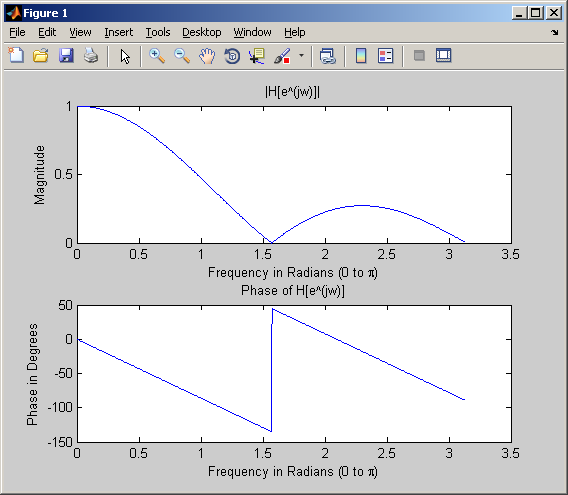 Figure 1
File Edit View Insert Tools Desktop Window Help
|H[e^(jw)]|
Magnitude
1
0.5
0
0 0.5 1 1.5 2 2.5 3 3.5
Frequency in Radians (0 to π)
Phase of H[e^(jw)]
Phase in Degrees
50
0
-50
-100
-150
0 0.5 1 1.5 2 2.5 3 3.5
Frequency in Radians (0 to π)